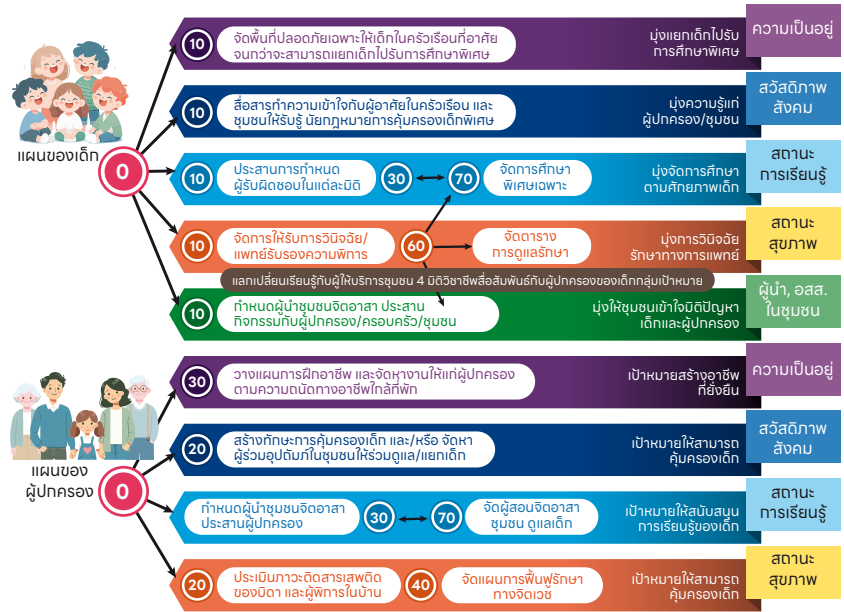 แผนของเด็ก
0
10
จัดพื้นที่ปลอดภัยเฉพาะให้เด็กในครัวเรือนที่อาศัย
จนกว่าจะสามารถแยกเด็กไปรับการศึกษาพิเศษ
มุ่งแยกเด็กไปรับ
การศึกษาพิเศษ
ความเป็นอยู่
10
สื่อสารทำความเข้าใจกับผู้อาศัยในครัวเรือน และ
ชุมชนให้รับรู้ นัยกฎหมายการคุ้มครองเด็กพิเศษ
มุ่งความรู้แก่
ผู้ปกครอง/ชุมชน
สวัสดิภาพ
สังคม
10
ประสานการกำหนด
ผู้รับผิดชอบในแต่ละมิติ
30
70
จัดการศึกษา
พิเศษเฉพาะ
มุ่งจัดการศึกษา
ตามศักยภาพเด็ก
สถานะ
การเรียนรู้
10
จัดการให้รับการวินิจฉัย/
แพทย์รับรองความพิการ
60
จัดตาราง
การดูแลรักษา
มุ่งการวินิจฉัย
รักษาทางการแพทย์
สถานะ
สุขภาพ
แลกเปลี่ยนเรียนรู้กับผู้ให้บริการชุมชน 4 มิติวิชาชีพสื่อสัมพันธ์กับผู้ปกครองของเด็กกลุ่มเป้าหมาย
10
กำหนดผู้นำชุมชนจิตอาสา ประสาน
กิจกรรมกับผู้ปกครอง/ครอบครัว/ชุมชน
มุ่งให้ชุมชนเข้าใจมิติปัญหา
เด็กและผู้ปกครอง
ผู้นำ, อสส.
ในชุมชน
แผนของ
ผู้ปกครอง
0
30
วางแผนการฝึกอาชีพ และจัดหางานให้แก่ผู้ปกครอง
ตามความถนัดทางอาชีพใกล้ที่พัก
เป้าหมายสร้างอาชีพ
ที่ยั่งยืน
ความเป็นอยู่
20
สร้างทักษะการคุ้มครองเด็ก และ/หรือ จัดหา
ผู้ร่วมอุปถัมภ์ในชุมชนให้ร่วมดูแล/แยกเด็ก
เป้าหมายให้สามารถ
คุ้มครองเด็ก
สวัสดิภาพ
สังคม
กำหนดผู้นำชุมชนจิตอาสา
ประสานผู้ปกครอง
30
70
จัดผู้สอนจิตอาสา
ชุมชน ดูแลเด็ก
เป้าหมายให้สนับสนุน
การเรียนรู้ของเด็ก
สถานะ
การเรียนรู้
20
ประเมินภาวะติดสารเสพติด
ของบิดา และผู้พิการในบ้าน
40
จัดแผนการฟื้นฟูรักษา
ทางจิตเวช
เป้าหมายให้สามารถ
คุ้มครองเด็ก
สถานะ
สุขภาพ